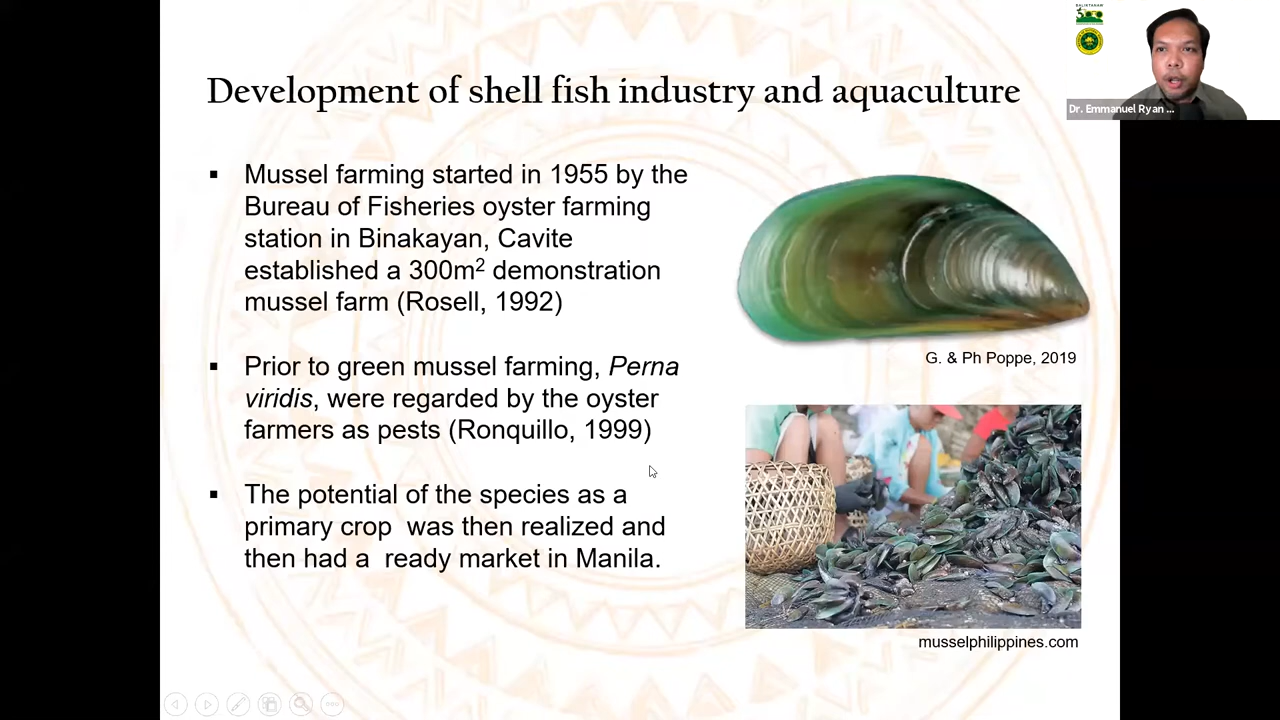 Development of shell fish industry and aquaculture
Dr. Emmanuel Ryan ...
▪ Mussel farming started in 1955 by the
Bureau of Fisheries oyster farming
station in Binakayan, Cavite
established a 300m² demonstration
mussel farm (Rosell, 1992)
▪ Prior to green mussel farming, Perna
viridis, were regarded by the oyster
farmers as pests (Ronquillo, 1999)
▪ The potential of the species as a
primary crop was then realized and
then had a ready market in Manila.
G. & Ph Poppe, 2019
musselphilippines.com